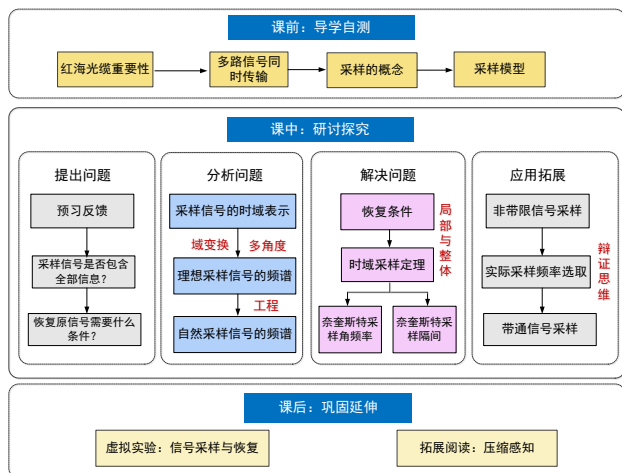 课前：导学自测
红海光缆重要性
多路信号同
时传输
采样的概念
采样模型
课中：研讨探究
提出问题
预习反馈
采样信号是否包含
全部信息？
恢复原信号需要什么
条件？
分析问题
采样信号的时域表示
域变换
多角度
理想采样信号的频谱
工程
自然采样信号的频谱
解决问题
恢复条件
局部与整体
时域采样定理
奈奎斯特采
样角频率
奈奎斯特采
样隔间
应用拓展
非带限信号采样
辩证思维
实际采样频率选取
带通信号采样
课后：巩固延伸
虚拟实验：信号采样与恢复
拓展阅读：压缩感知